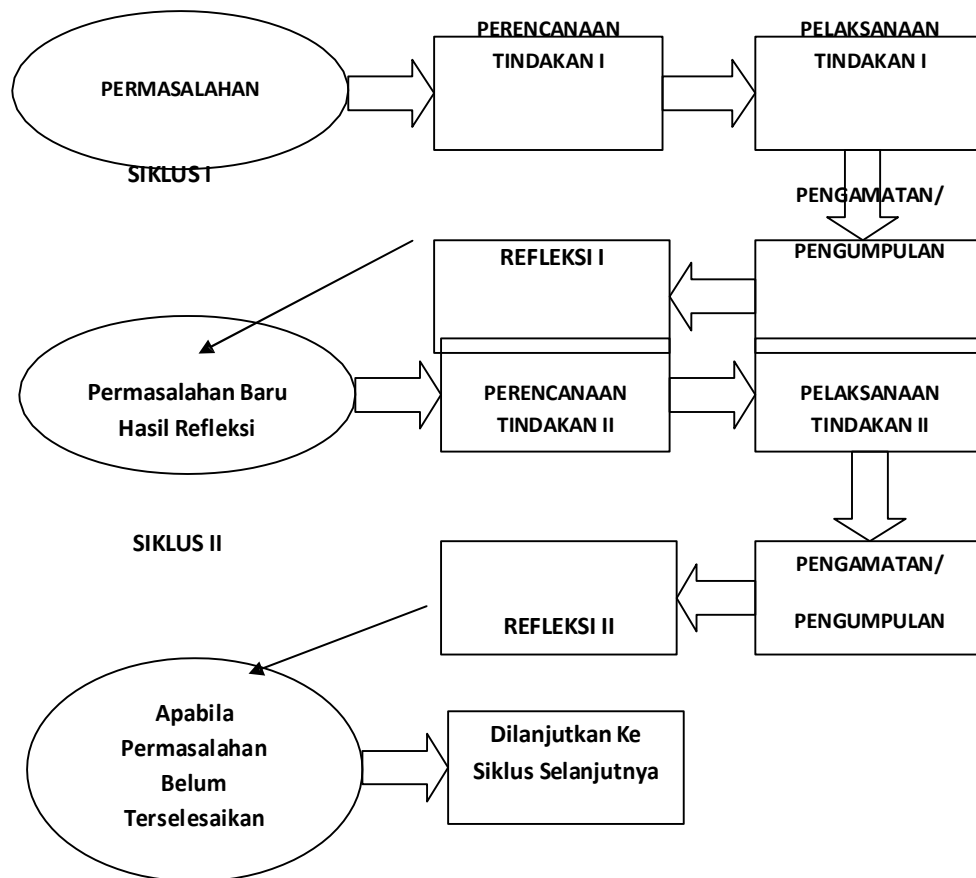 PERMASALAHAN
PERENCANAAN
TINDAKAN I
PELAKSANAAN
TINDAKAN I
SIKLUS I
PENGAMATAN/
PENGUMPULAN
REFLEKSI I
Permasalahan Baru
Hasil Refleksi
PERENCANAAN
TINDAKAN II
PELAKSANAAN
TINDAKAN II
SIKLUS II
PENGAMATAN/
PENGUMPULAN
REFLEKSI II
Apabila
Permasalahan
Belum
Terselesaikan
Dilanjutkan Ke
Siklus Selanjutnya